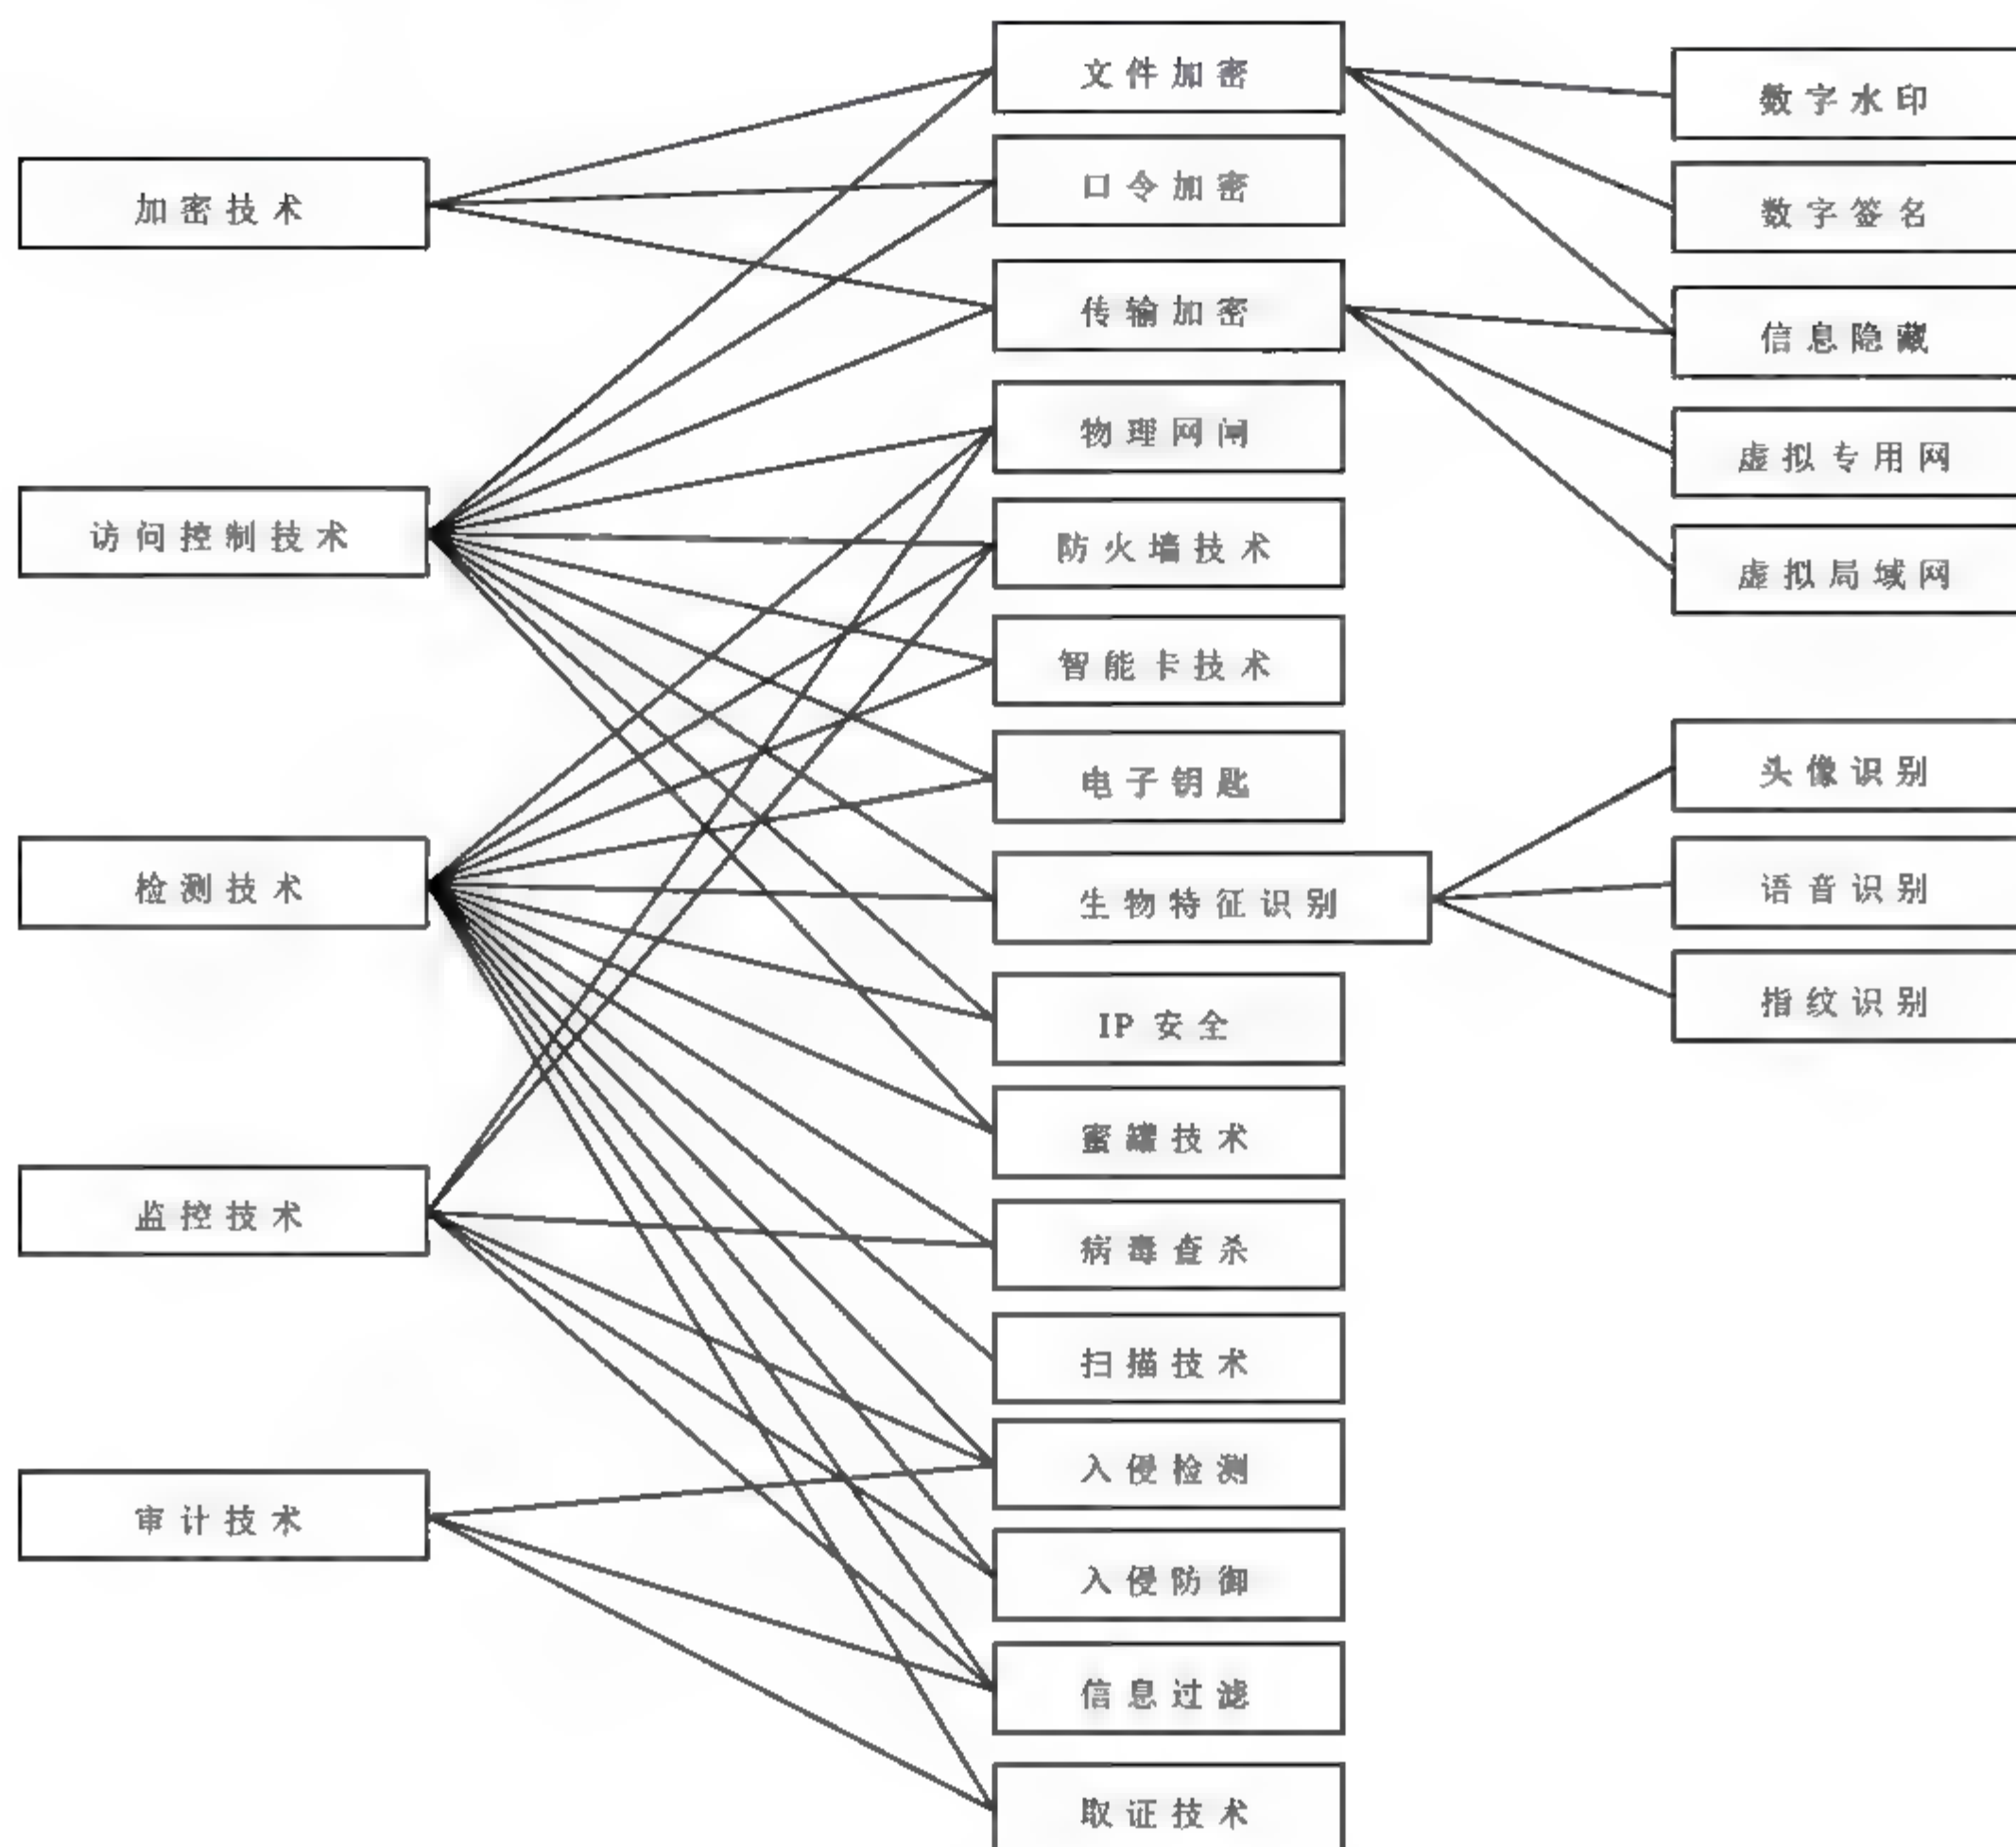 加密技术
访问控制技术
检测技术
监控技术
审计技术
文件加密
口令加密
传输加密
物理网闸
防火墙技术
智能卡技术
电子钥匙
生物特征识别
IP 安全
蜜罐技术
病毒查杀
扫描技术
入侵检测
入侵防御
信息过滤
取证技术
数字水印
数字签名
信息隐藏
虚拟专用网
虚拟局域网
头像识别
语音识别
指纹识别